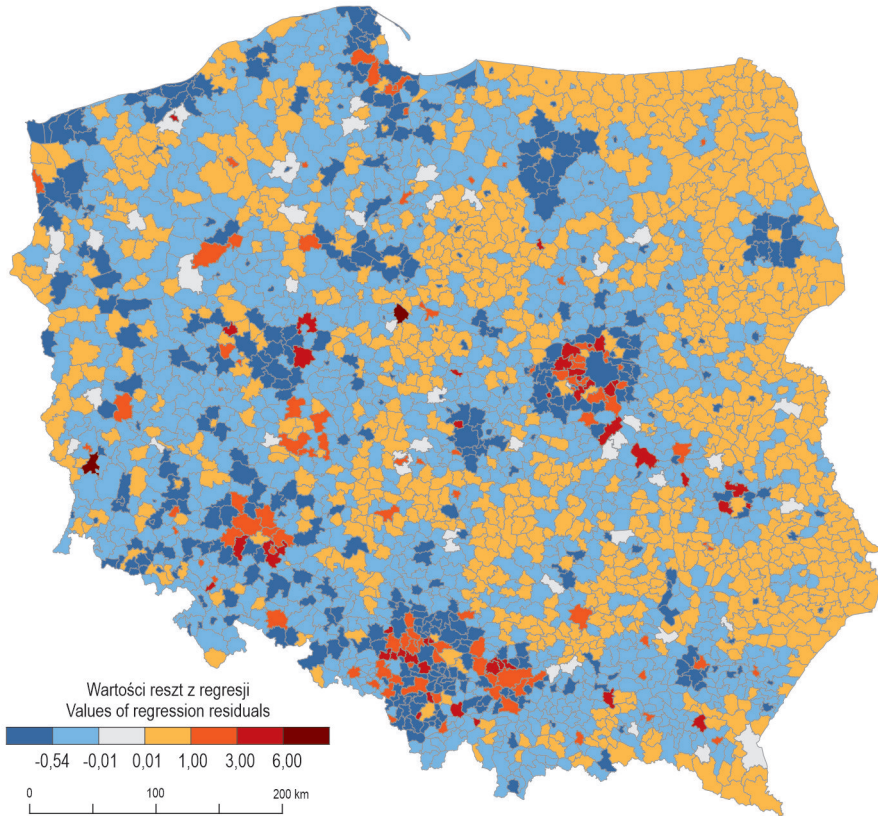 Wartości reszt z regresji
Values of regression residuals
-0,54 -0,01 0,01 1,00 3,00 6,00
0 100 200 km